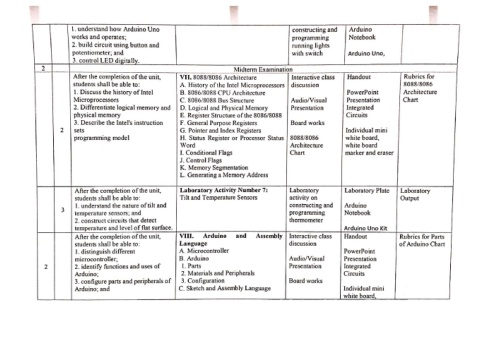 1. understand how Arduino Uno
works and operates;
2. build circuit using button and
potentiometer; and
3. control LED digitally.
constructing and
programming
running lights
with switch
Arduino
Notebook
Arduino Uno,
2
Midterm Examination
2
After the completion of the unit,
students shall be able to:
1. Discuss the history of Intel
Microprocessors
2. Differentiate logical memory and
physical memory
3. Describe the Intel's instruction
sets
programming model
VII. 8088/8086 Architecture
A. History of the Intel Microprocessors
B. 8086/8088 CPU Architecture
C. 8086/8088 Bus Structure
D. Logical and Physical Memory
E. Register Structure of the 8086/8088
F. General Purpose Registers
G. Pointer and Index Registers
H. Status Register or Processor Status
Word
I. Conditional Flags
J. Control Flags
K. Memory Segmentation
L. Generating a Memory Address
Interactive class
discussion
Audio/Visual
Presentation
Board works
8088/8086
Architecture
Chart
Handout
PowerPoint
Presentation
Integrated
Circuits
Individual mini
white board,
white board
marker and eraser
Rubrics for
8088/8086
Architecture
Chart
3
After the completion of the unit,
students shall be able to:
1. understand the nature of tilt and
temperature sensors; and
2. construct circuits that detect
temperature and level of flat surface.
Laboratory Activity Number 7:
Tilt and Temperature Sensors
Laboratory
activity on
constructing and
programming
thermometer
Laboratory Plate
Arduino
Notebook
Arduino Uno Kit
Laboratory
Output
2
After the completion of the unit,
students shall be able to:
1. distinguish different
microcontroller;
2. identify functions and uses of
Arduino;
3. configure parts and peripherals of
Arduino; and
VIII. Arduino and Assembly
Language
A. Microcontroller
B. Arduino
1. Parts
2. Materials and Peripherals
3. Configuration
C. Sketch and Assembly Language
Interactive class
discussion
Audio/Visual
Presentation
Board works
Handout
PowerPoint
Presentation
Integrated
Circuits
Individual mini
white board,
Rubrics for Parts
of Arduino Chart